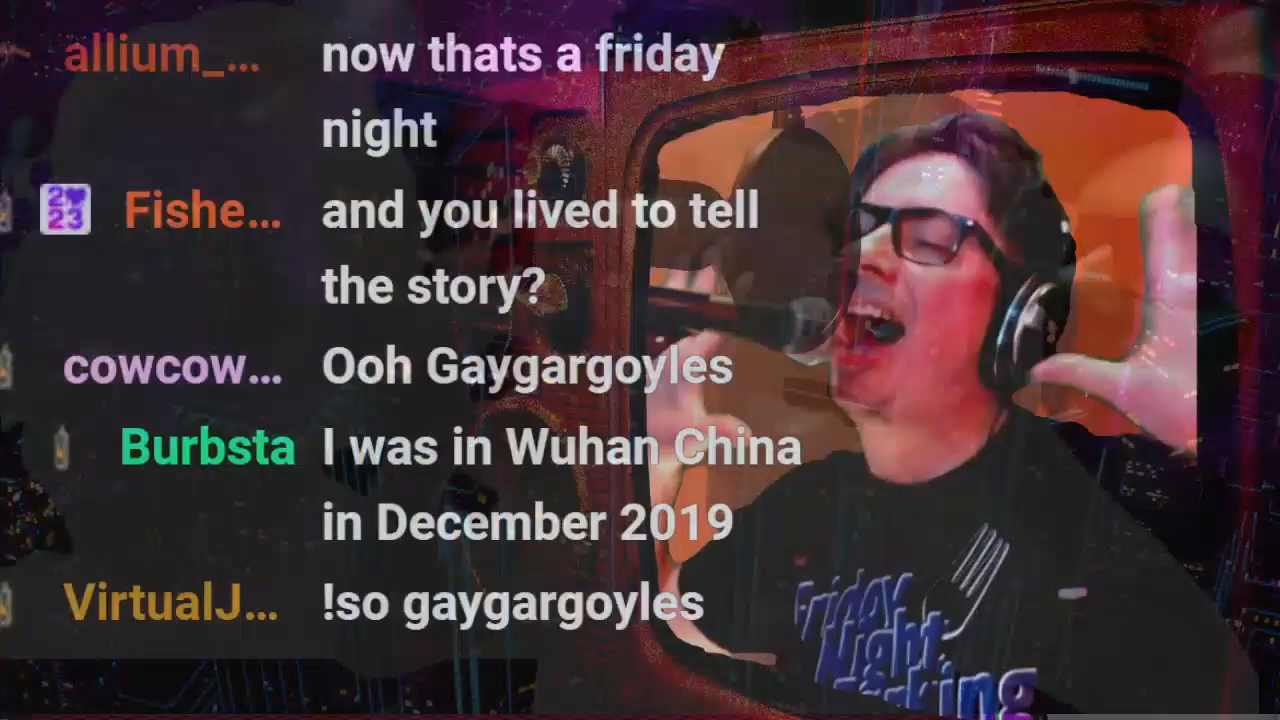 allium_... now thats a friday
night
2023 Fishe... and you lived to tell
the story?
cowcow... Ooh Gaygargoyles
Burbsta I was in Wuhan China
in December 2019
VirtualJ... !so gaygargoyles
Friday
Night